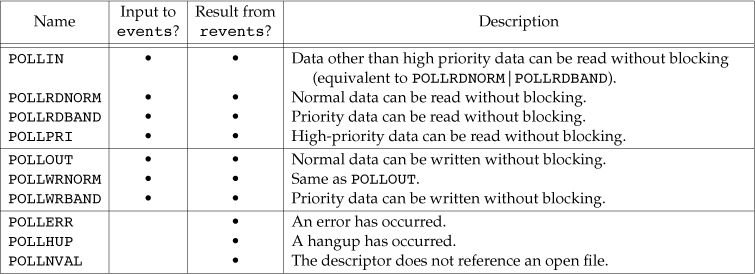 Name Input to events? Result from revents? Description
POLLIN • • Data other than high priority data can be read without blocking
(equivalent to POLLRDNORM|POLLRDBAND).
POLLRDNORM • • Normal data can be read without blocking.
POLLRDBAND • • Priority data can be read without blocking.
POLLPRI • • High-priority data can be read without blocking.
POLLOUT • • Normal data can be written without blocking.
POLLWRNORM • • Same as POLLOUT.
POLLWRBAND • • Priority data can be written without blocking.
POLLERR • An error has occurred.
POLLHUP • A hangup has occurred.
POLLNVAL • The descriptor does not reference an open file.